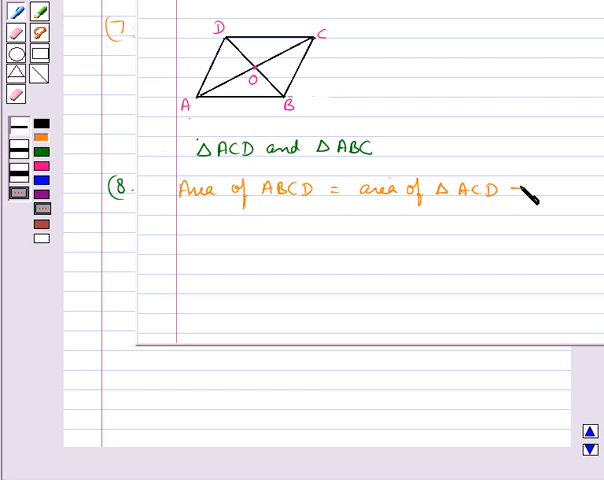 (7.
D
C
O
A
B
△ ACD and △ ABC
(8. Area of ABCD = area of △ ACD -